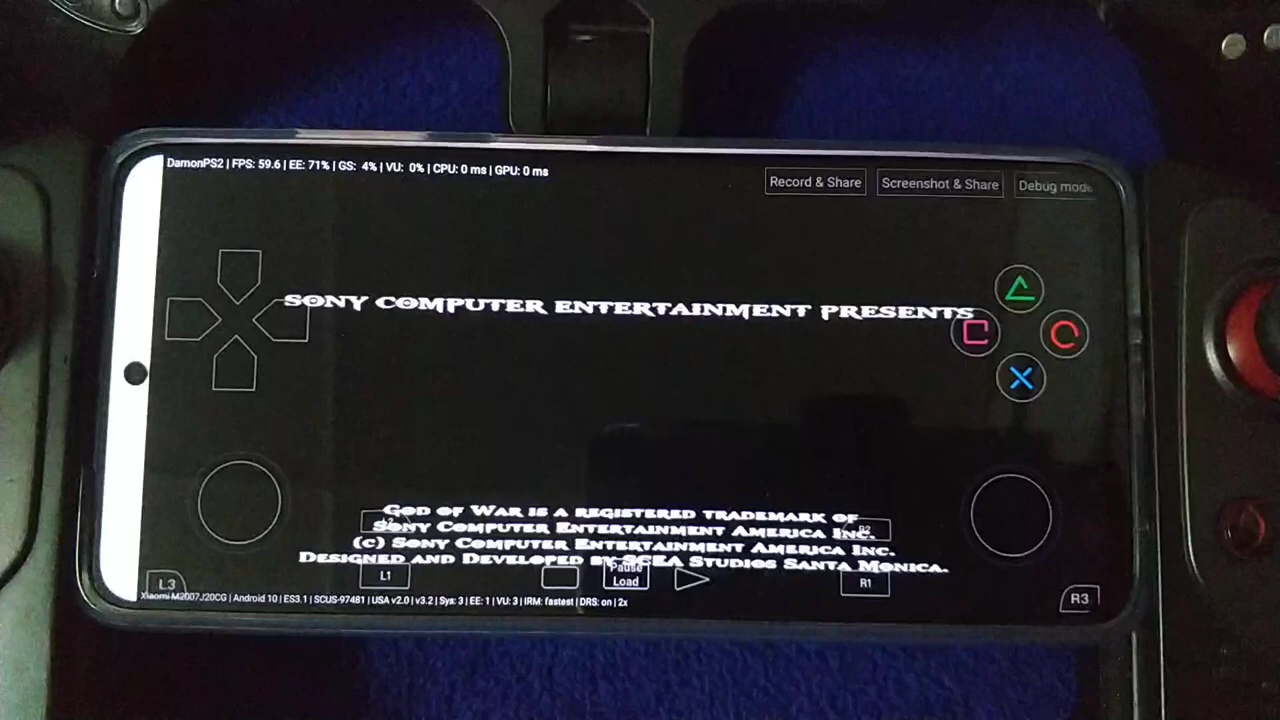 DamonPS2 | FPS: 59.6 | EE: 71% | GS: 4% | VU: 0% | CPU: 0 ms | GPU: 0 ms
Record & Share
Screenshot & Share
Debug mode
SONY COMPUTER ENTERTAINMENT PRESENTS
GOD OF WAR IS A REGISTERED TRADEMARK OF
SONY COMPUTER ENTERTAINMENT AMERICA INC.
R2
(C) SONY COMPUTER ENTERTAINMENT AMERICA INC.
DESIGNED AND DEVELOPED BY SCEA STUDIOS SANTA MONICA.
L3
L1
Pause
Load
R1
R3
Xiaomi M2007J20CG | Android 10 | ES3.1 | SCUS-97481 | USA v2.0 | v3.2 | Sys: 3 | EE: 1 | VU: 3 | IRM: fastest | DRS: on | 2x